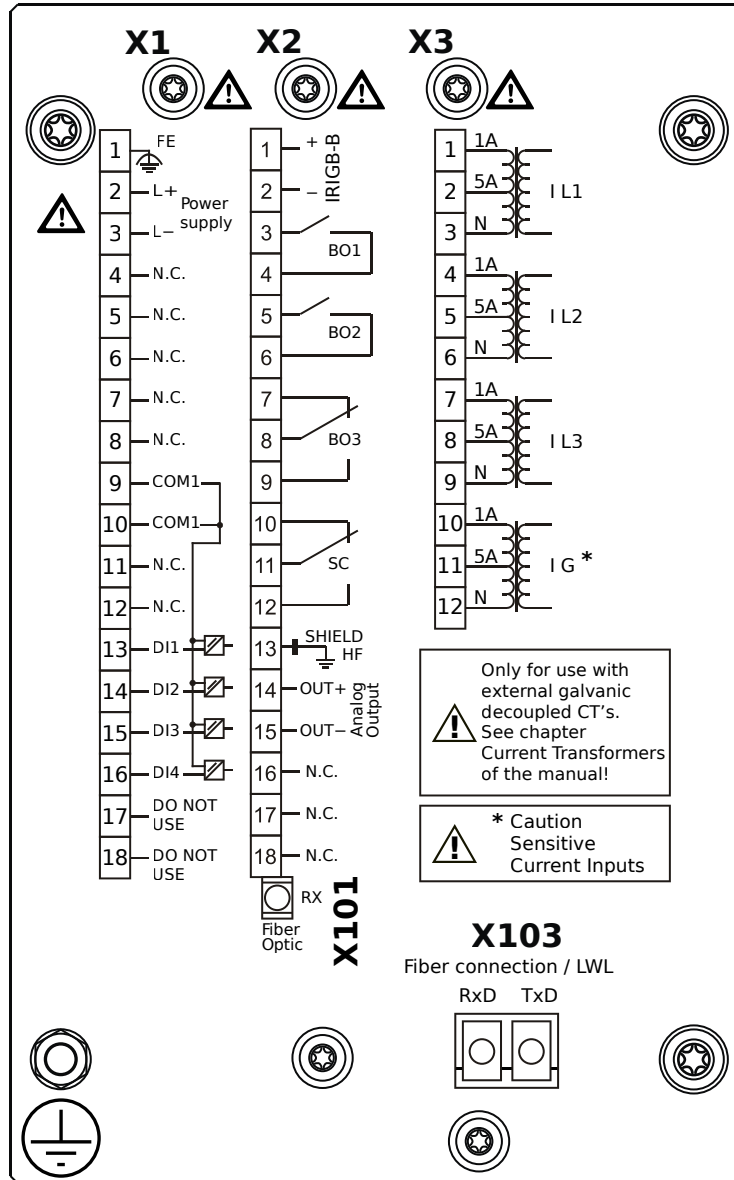 X1
X2
X3
1 FE
2 L+
3 L−
Power
supply
4 N.C.
5 N.C.
6 N.C.
7 N.C.
8 N.C.
9 COM1
10 COM1
11 N.C.
12 N.C.
13 DI1
14 DI2
15 DI3
16 DI4
17 DO NOT
USE
18 DO NOT
USE
1 +
2 −
IRIGB-B
3
4
BO1
5
6
BO2
7
8
9
BO3
10
11
12
SC
13 SHIELD
HF
14 OUT+
15 OUT−
Analog
Output
16 N.C.
17 N.C.
18 N.C.
RX
Fiber
Optic
X101
1 1A
2 5A
3 N
I L1
4 1A
5 5A
6 N
I L2
7 1A
8 5A
9 N
I L3
10 1A
11 5A
12 N
I G *
Only for use with
external galvanic
decoupled CT's.
See chapter
Current Transformers
of the manual!
* Caution
Sensitive
Current Inputs
X103
Fiber connection / LWL
RxD TxD